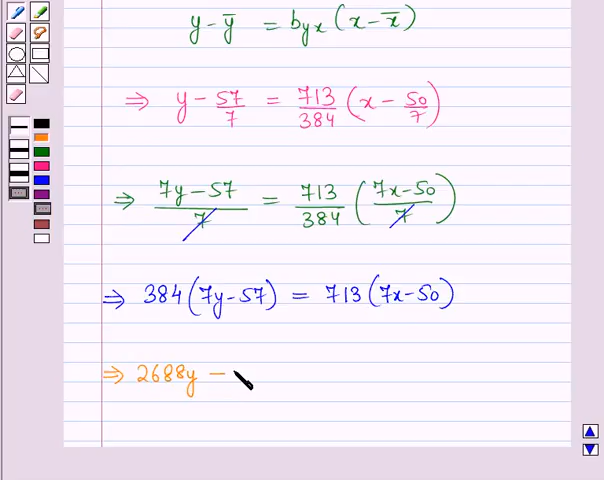 y - ȳ = byx (x - x̄)
⇒ y - 57/7 = 713/384 (x - 50/7)
⇒ (7y - 57)/7 = 713/384 ((7x - 50)/7)
⇒ 384 (7y - 57) = 713 (7x - 50)
⇒ 2688y -